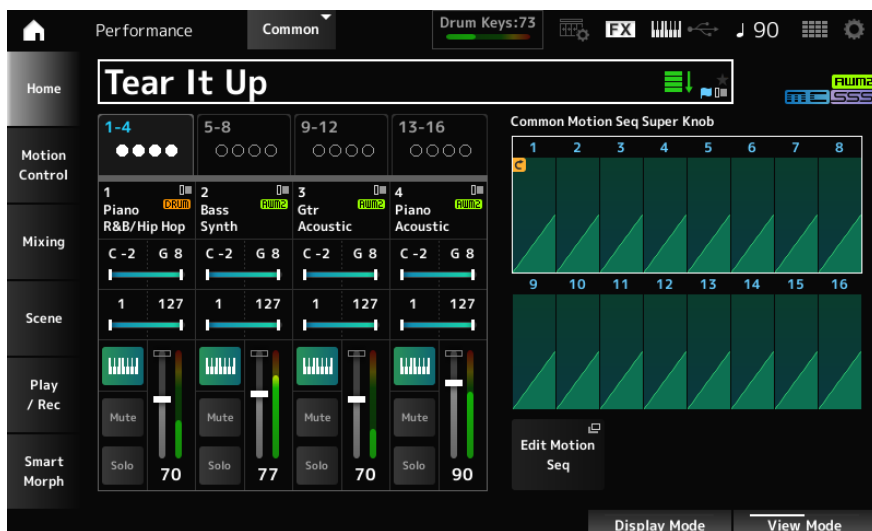 Performance
Common
Drum Keys:73
FX
♩ 90
Home
Tear It Up
AWM2
MC SSS
1-4
5-8
9-12
13-16
Common Motion Seq Super Knob
1 2 3 4 5 6 7 8
Motion
Control
1
DRUM
Piano
R&B/Hip Hop
2
AWM2
Bass
Synth
3
AWM2
Gtr
Acoustic
4
AWM2
Piano
Acoustic
Mixing
C -2 G 8 C -2 G 8 C -2 G 8 C -2 G 8
9 10 11 12 13 14 15 16
Scene
1 127 1 127 1 127 1 127
Play
/ Rec
Mute Mute Mute Mute
Edit Motion
Seq
Smart
Morph
Solo 70 Solo 77 Solo 70 Solo 90
Display Mode
View Mode